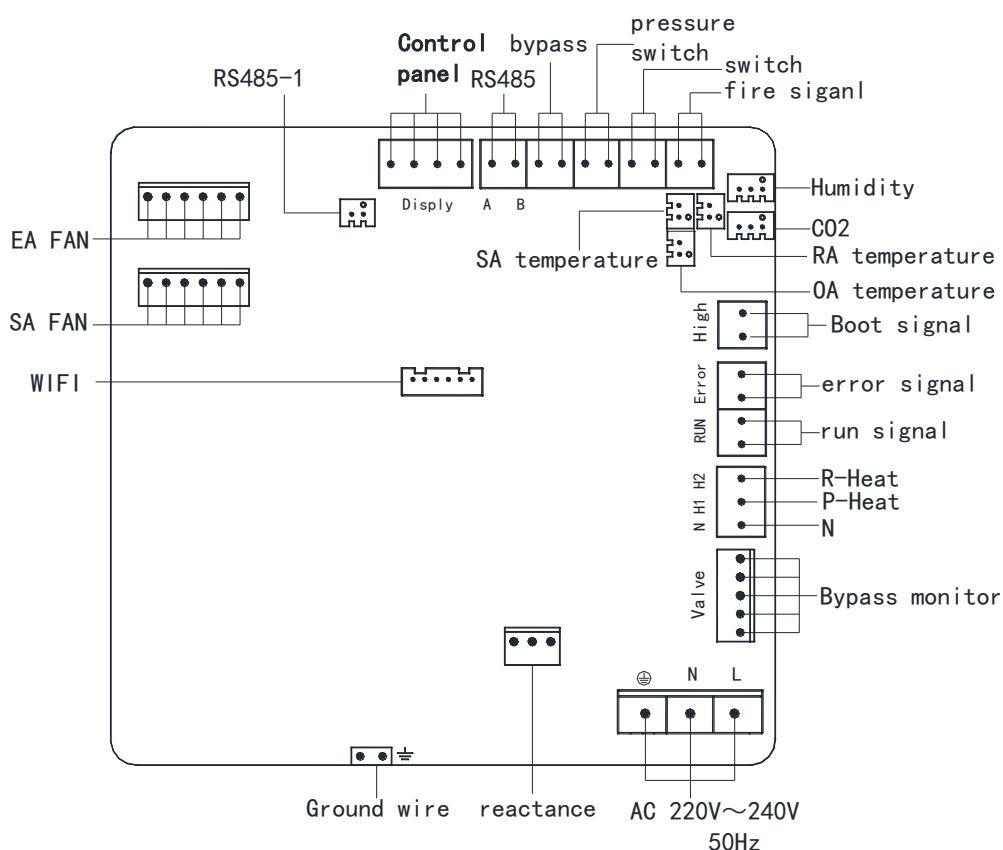 pressure
switch
Control
panel
bypass
RS485-1
RS485
switch
fire siganl
Disply
A
B
Humidity
CO2
EA FAN
SA temperature
RA temperature
OA temperature
SA FAN
High
Boot signal
WIFI
Error
error signal
RUN
run signal
N H1 H2
R-Heat
P-Heat
N
Valve
Bypass monitor
N
L
Ground wire
reactance
AC 220V～240V
50Hz